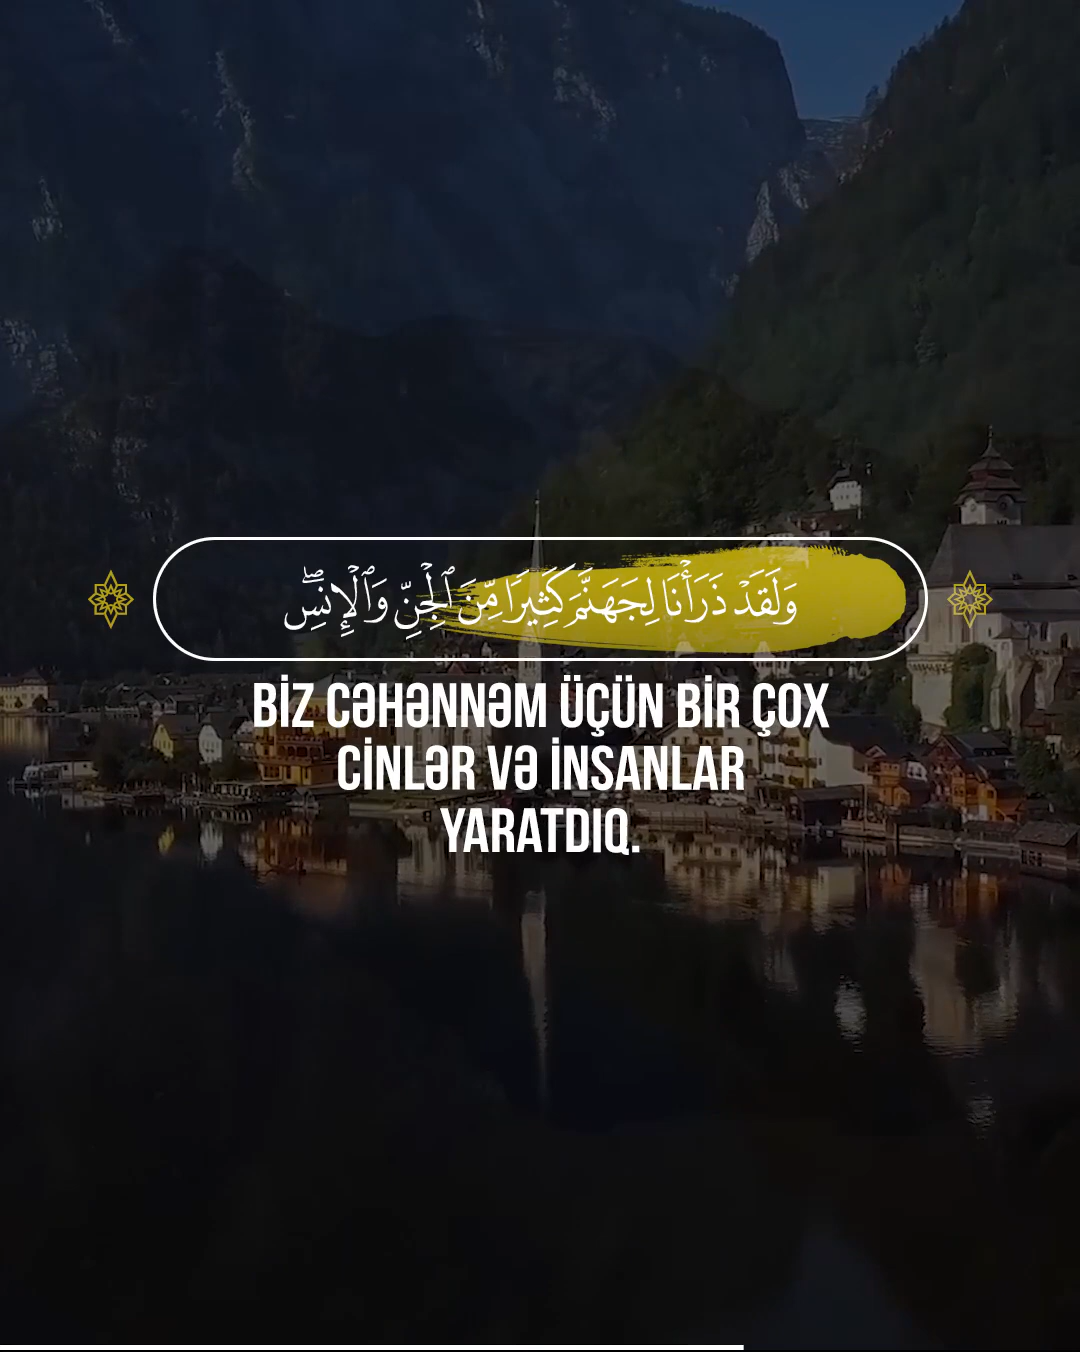 وَلَقَدْ ذَرَأْنَا لِجَهَنَّمَ كَثِيرًا مِّنَ ٱلْجِنِّ وَٱلْإِنسِ ۖ
BİZ CƏHƏNNƏM ÜÇÜN BİR ÇOX
CİNLƏR VƏ İNSANLAR
YARATDIQ.